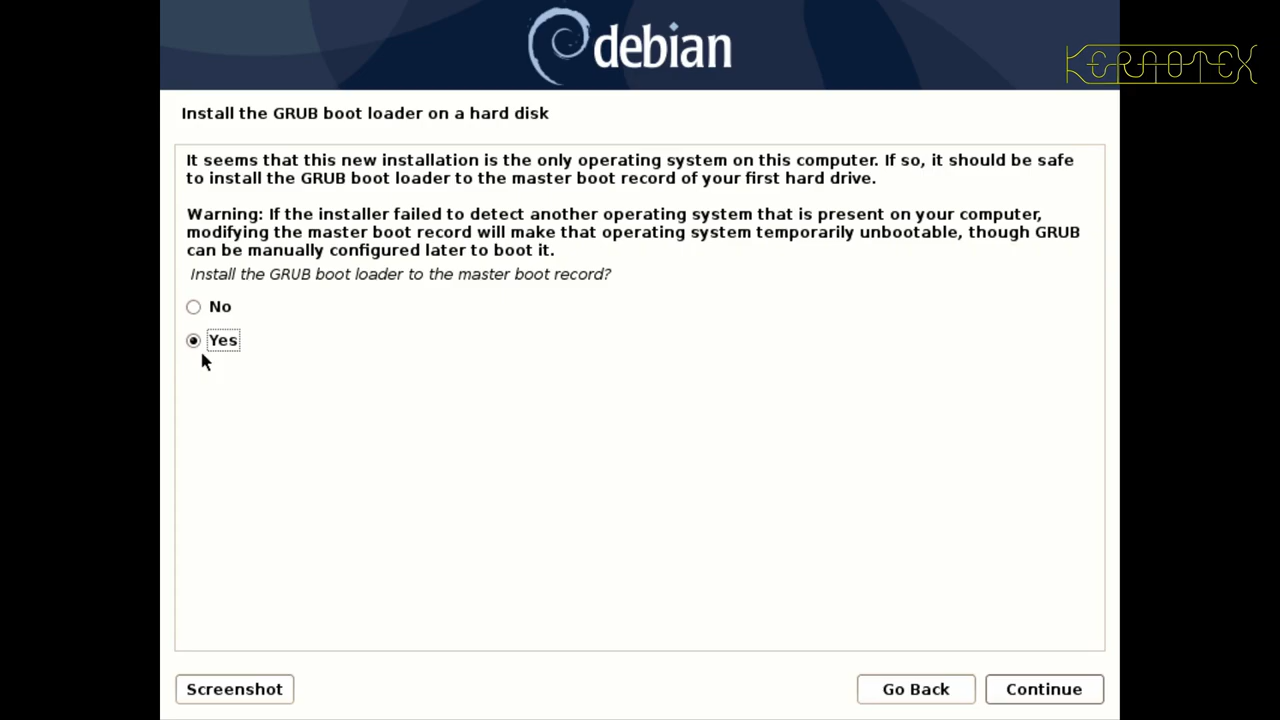 debian
KERNOTEX
Install the GRUB boot loader on a hard disk
It seems that this new installation is the only operating system on this computer. If so, it should be safe
to install the GRUB boot loader to the master boot record of your first hard drive.
Warning: If the installer failed to detect another operating system that is present on your computer,
modifying the master boot record will make that operating system temporarily unbootable, though GRUB
can be manually configured later to boot it.
Install the GRUB boot loader to the master boot record?
No
Yes
Screenshot
Go Back
Continue